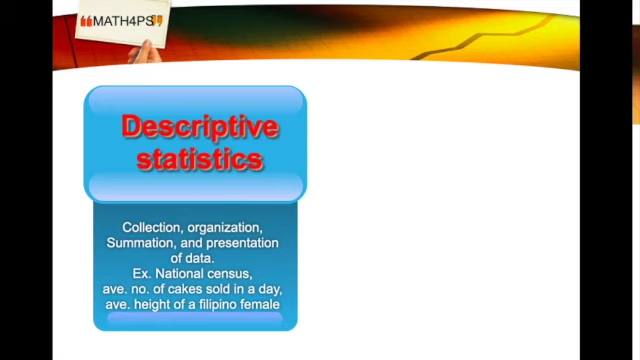 ❝MATH4PS❞
Descriptive
statistics
Collection, organization,
Summation, and presentation
of data.
Ex. National census,
ave. no. of cakes sold in a day,
ave. height of a filipino female